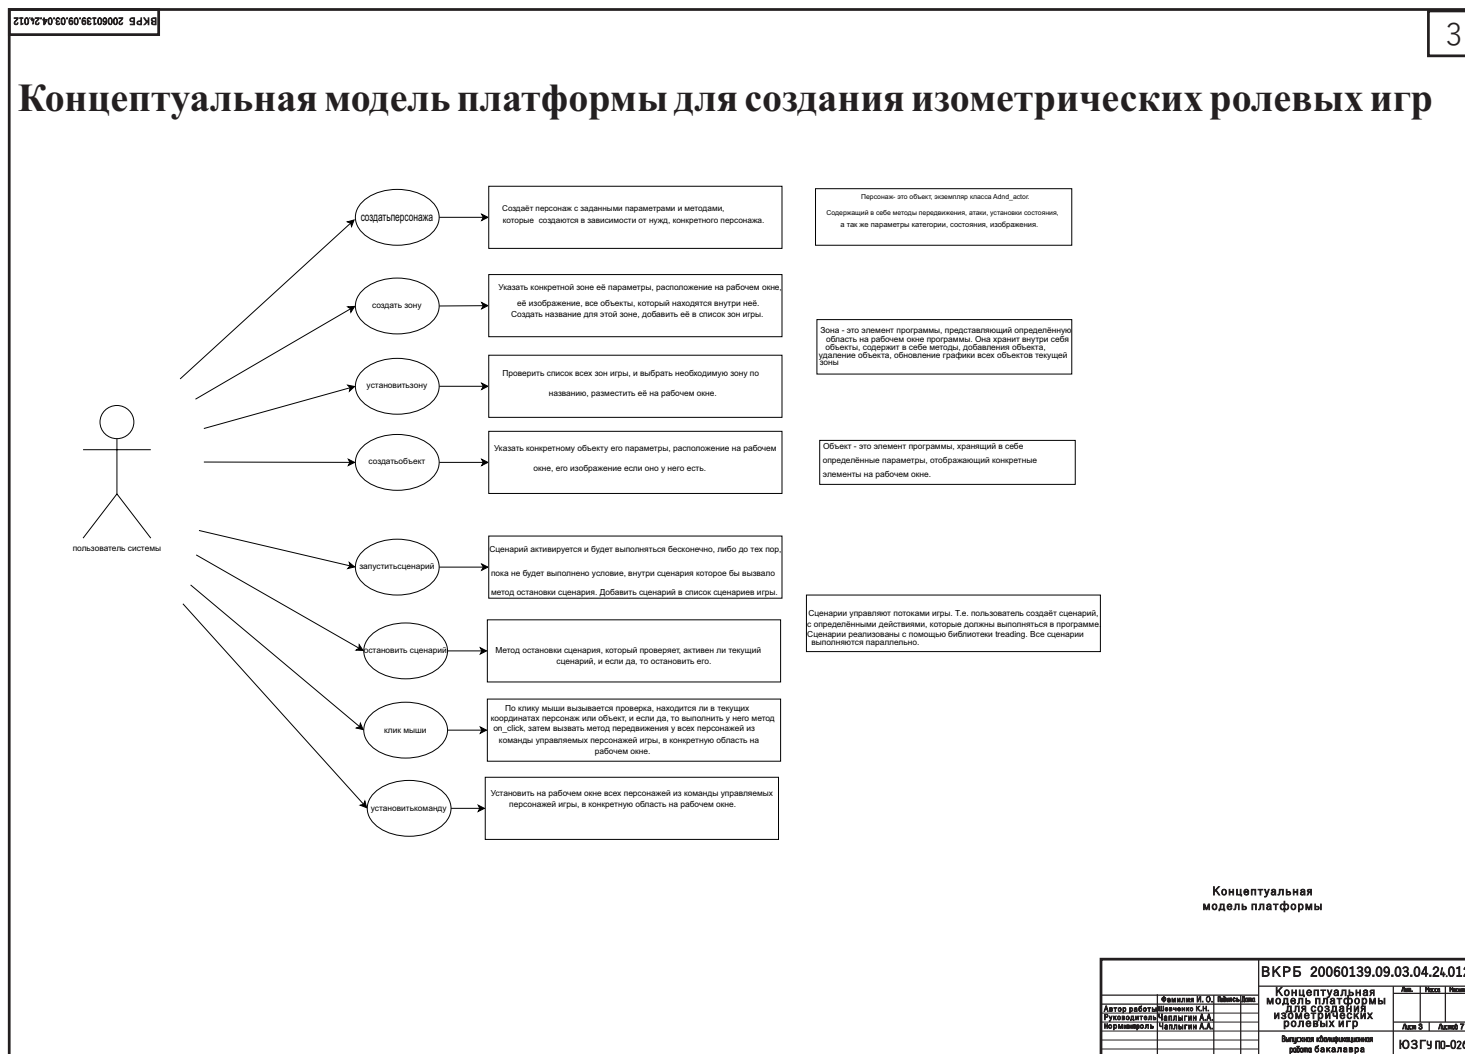 ВКРБ 20060139.09.03.04.24.012
3
Концептуальная модель платформы для создания изометрических ролевых игр
создатьперсонажа
Создаёт персонаж с заданными параметрами и методами,
которые создаются в зависимости от нужд, конкретного персонажа.
Персонаж- это объект, экземпляр класса Adnd_actor.
Содержащий в себе методы передвижения, атаки, установки состояния,
а так же параметры категории, состояния, изображения.
создать зону
Указать конкретной зоне её параметры, расположение на рабочем окне,
её изображение, все объекты, который находятся внутри неё.
Создать название для этой зоне, добавить её в список зон игры.
Зона - это элемент программы, представляющий определённую
область на рабочем окне программы. Она хранит внутри себя
объекты, содержит в себе методы, добавления объекта,
удаление объекта, обновление графики всех объектов текущей
зоны
установитьзону
Проверить список всех зон игры, и выбрать необходимую зону по
названию, разместить её на рабочем окне.
создатьобъект
Указать конкретному объекту его параметры, расположение на рабочем
окне, его изображение если оно у него есть.
Объект - это элемент программы, хранящий в себе
определённые параметры, отображающий конкретные
элементы на рабочем окне.
пользователь системы
запуститьсценарий
Сценарий активируется и будет выполняться бесконечно, либо до тех пор,
пока не будет выполнено условие, внутри сценария которое бы вызвало
метод остановки сценария. Добавить сценарий в список сценариев игры.
Сценарии управляют потоками игры. Т.е. пользователь создаёт сценарий,
с определёнными действиями, которые должны выполняться в программе
Сценарии реализованы с помощью библиотеки treading. Все сценарии
выполняются параллельно.
остановить сценарий
Метод остановки сценария, который проверяет, активен ли текущий
сценарий, и если да, то остановить его.
клик мыши
По клику мыши вызывается проверка, находится ли в текущих
координатах персонаж или объект, и если да, то выполнить у него метод
on_click, затем вызвать метод передвижения у всех персонажей из
команды управляемых персонажей игры, в конкретную область на
рабочем окне.
установитькоманду
Установить на рабочем окне всех персонажей из команды управляемых
персонажей игры, в конкретную область на рабочем окне.
Концептуальная
модель платформы
ВКРБ 20060139.09.03.04.24.012
Фамилия И. О. Подпись Дата
Автор работы Шевченко К.Н.
Руководитель Чаплыгин А.А.
Нормконтроль Чаплыгин А.А.
Концептуальная
модель платформы
для создания
изометрических
ролевых игр
Лит. Масса
Лист 3 Листов 7
Выпускная квалификационная
работа бакалавра
ЮЗГУ ПО-02б